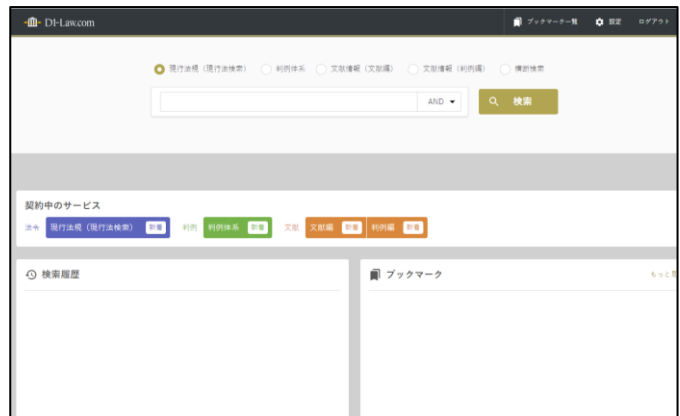 D1-Law.com ブックマーク一覧 設定 ログアウト
現行法規（現行法検索） 判例体系 文献情報（文献編） 文献情報（判例編） 横断検索
AND 検索
契約中のサービス
法令 現行法規（現行法検索） 新着 判例 判例体系 新着 文献 文献編 新着 判例編 新着
検索履歴 ブックマーク もっと見